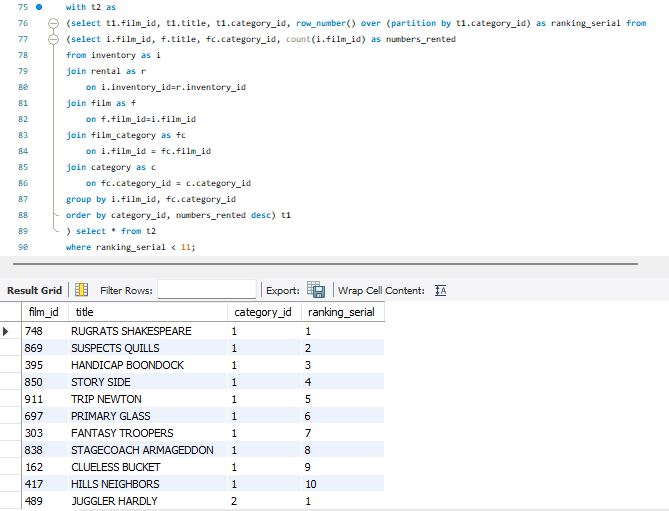 75 with t2 as
76 (select t1.film_id, t1.title, t1.category_id, row_number() over (partition by t1.category_id) as ranking_serial from
77 (select i.film_id, f.title, fc.category_id, count(i.film_id) as numbers_rented
78 from inventory as i
79 join rental as r
80 on i.inventory_id=r.inventory_id
81 join film as f
82 on f.film_id=i.film_id
83 join film_category as fc
84 on i.film_id = fc.film_id
85 join category as c
86 on fc.category_id = c.category_id
87 group by i.film_id, fc.category_id
88 order by category_id, numbers_rented desc) t1
89 ) select * from t2
90 where ranking_serial < 11;
Result Grid Filter Rows: Export: Wrap Cell Content: IA
film_id title category_id ranking_serial
748 RUGRATS SHAKESPEARE 1 1
869 SUSPECTS QUILLS 1 2
395 HANDICAP BOONDOCK 1 3
850 STORY SIDE 1 4
911 TRIP NEWTON 1 5
697 PRIMARY GLASS 1 6
303 FANTASY TROOPERS 1 7
838 STAGECOACH ARMAGEDDON 1 8
162 CLUELESS BUCKET 1 9
417 HILLS NEIGHBORS 1 10
489 JUGGLER HARDLY 2 1